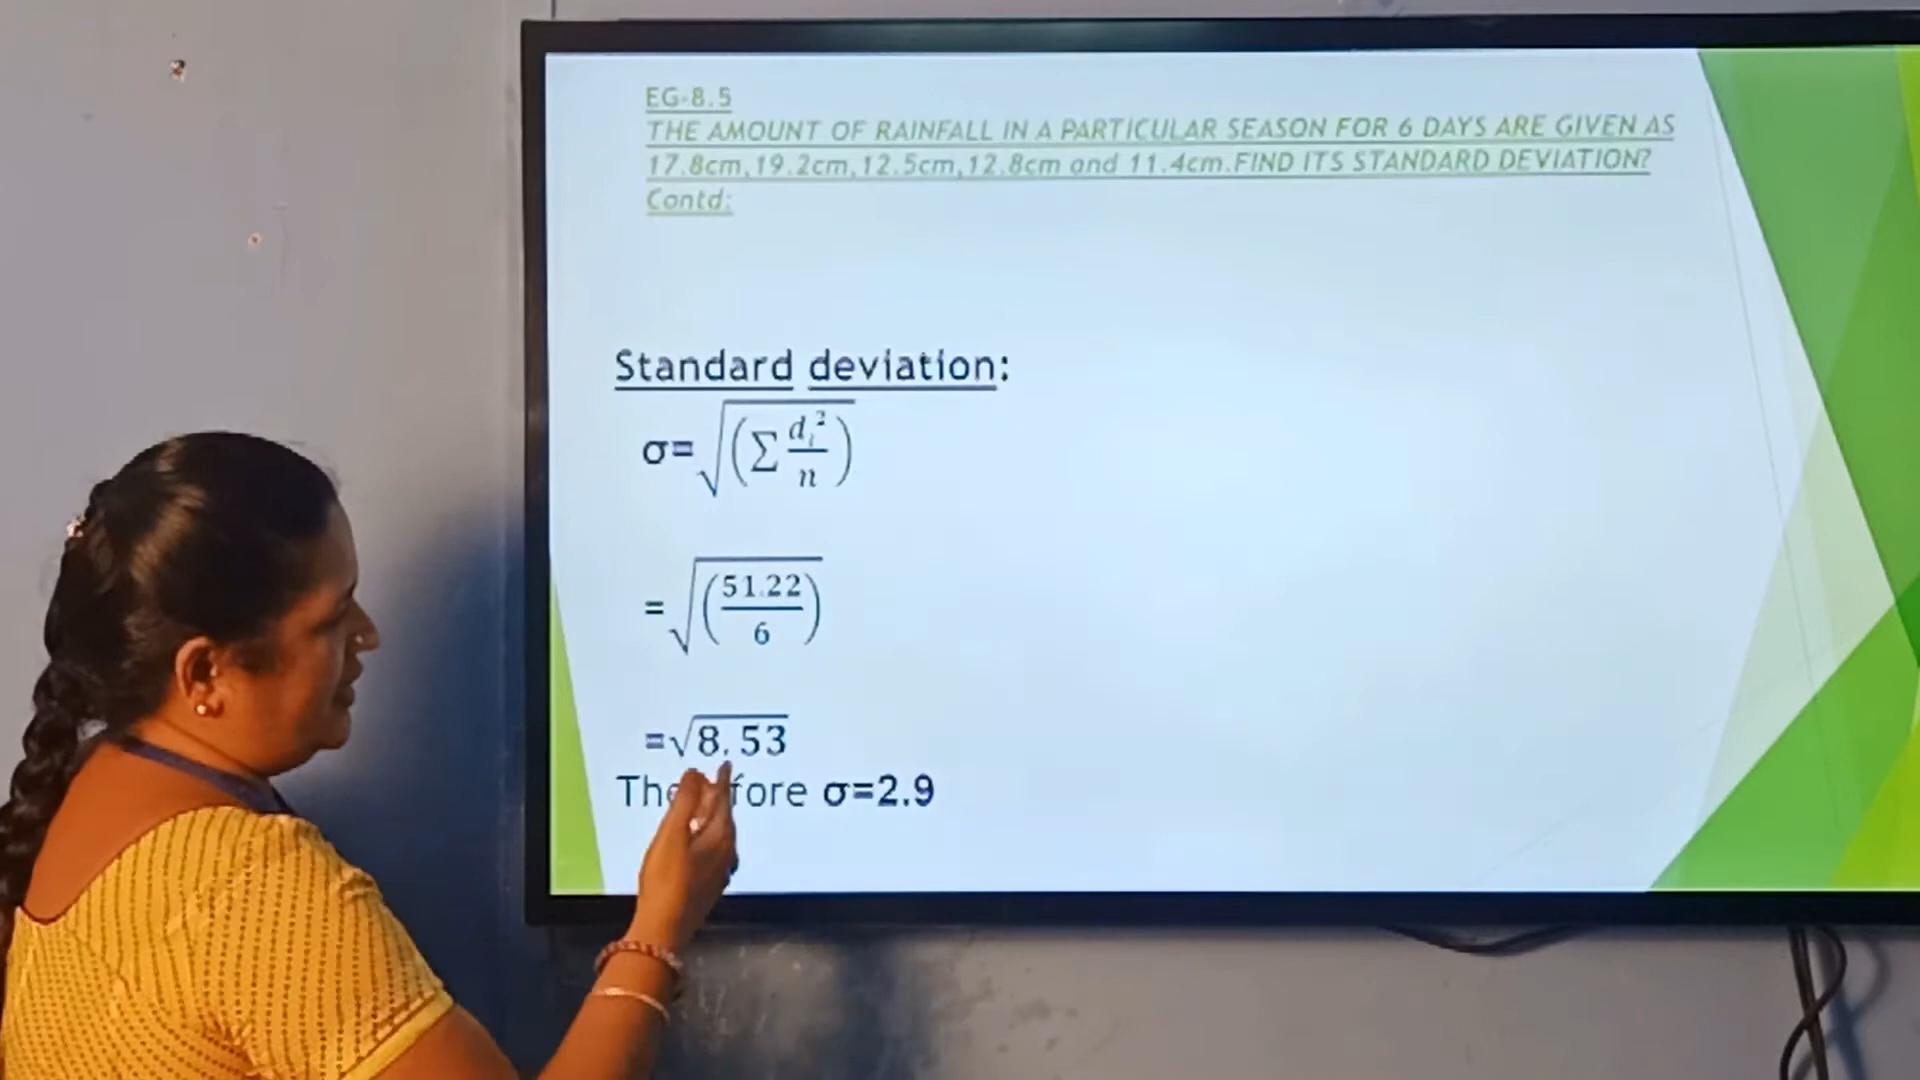 EG-8.5
THE AMOUNT OF RAINFALL IN A PARTICULAR SEASON FOR 6 DAYS ARE GIVEN AS
17.8cm,19.2cm,12.5cm,12.8cm and 11.4cm.FIND ITS STANDARD DEVIATION?
Contd:
Standard deviation:
σ=√(∑ dᵢ²/n)
=√(51.22/6)
=√8.53
σ=2.9